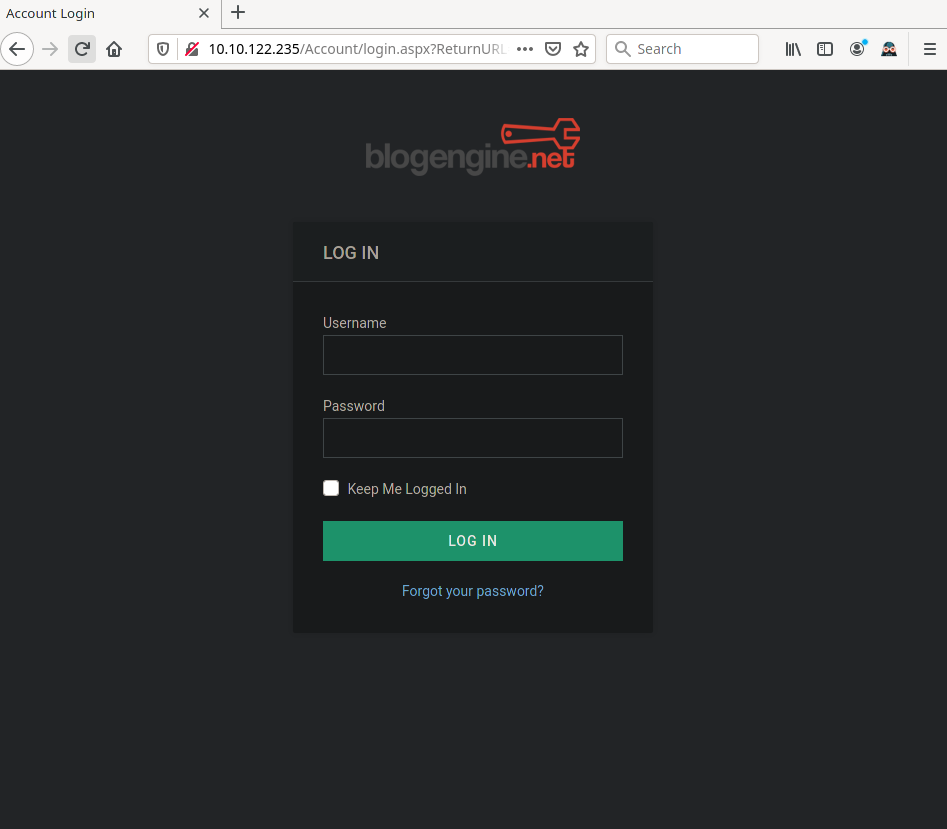 Account Login
10.10.122.235/Account/login.aspx?ReturnURL
Search
blogengine.net
LOG IN
Username
Password
Keep Me Logged In
LOG IN
Forgot your password?